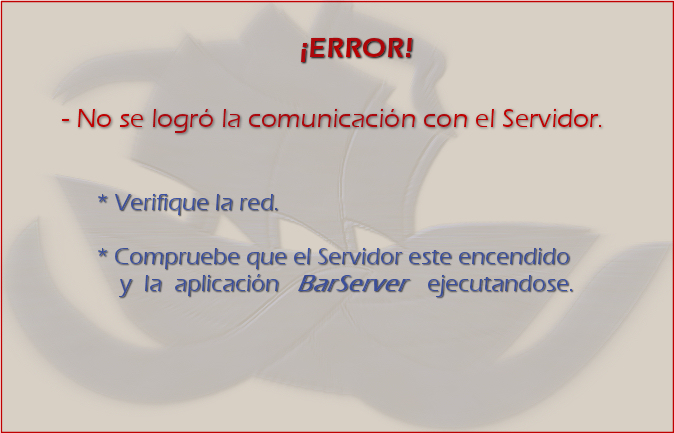 ¡ERROR!
- No se logró la comunicación con el Servidor.
* Verifique la red.
* Compruebe que el Servidor este encendido
y la aplicación BarServer ejecutandose.